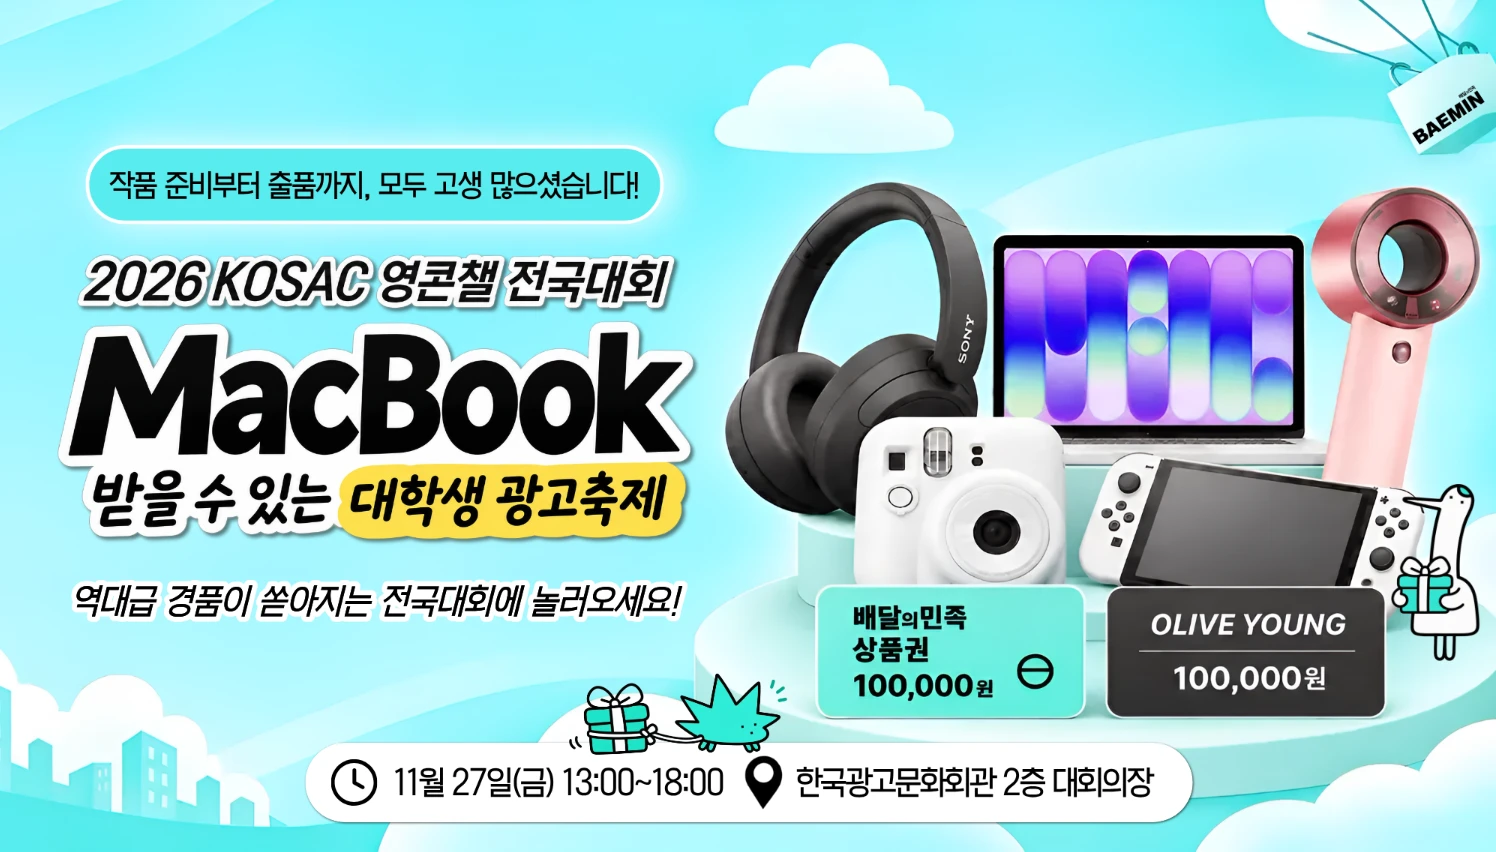 작품 준비부터 출품까지, 모두 고생 많으셨습니다!
2026 KOSAC 영콘챌 전국대회
MacBook
받을 수 있는 대학생 광고축제
역대급 경품이 쏟아지는 전국대회에 놀러오세요!
BAEMIN
SONY
배달의민족
상품권
100,000원
OLIVE YOUNG
100,000원
11월 27일(금) 13:00~18:00 한국광고문화회관 2층 대회의장